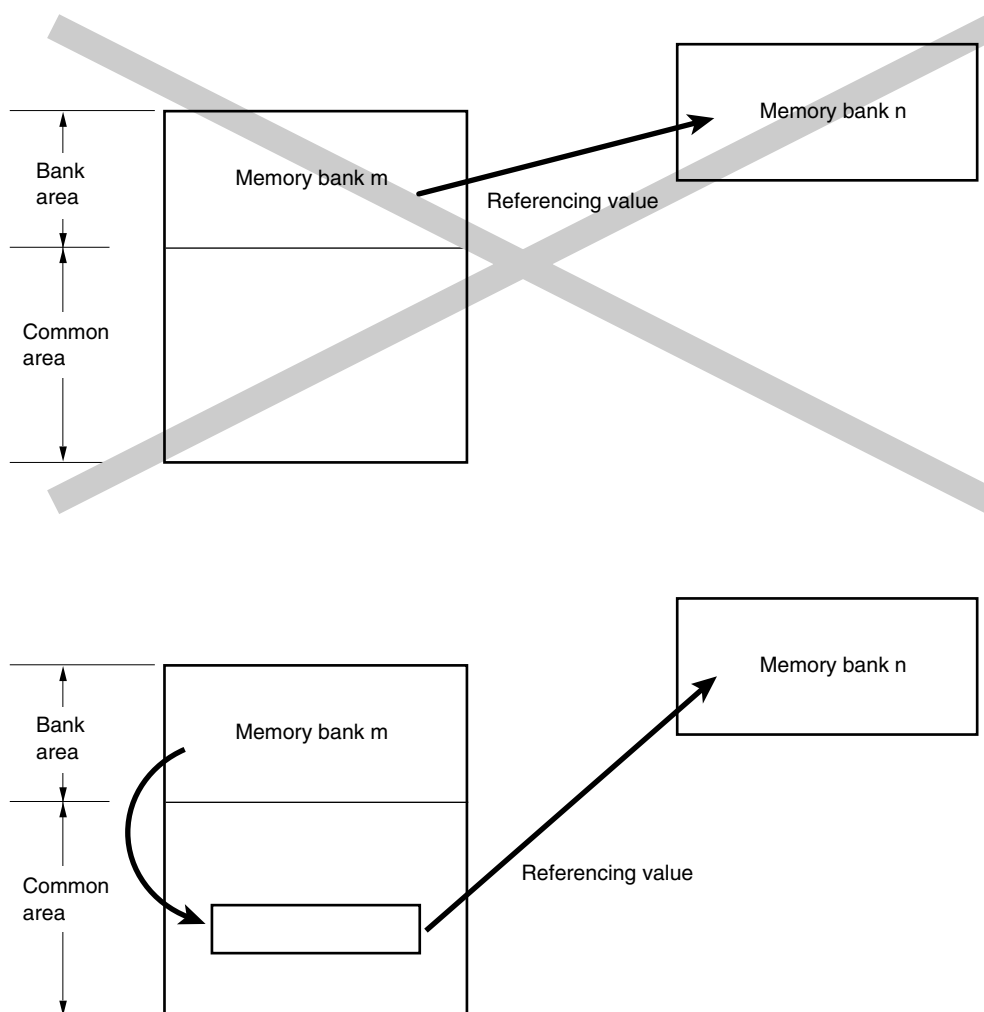 Memory bank n
Bank
area
Memory bank m
Referencing value
Common
area
Memory bank n
Bank
area
Memory bank m
Referencing value
Common
area